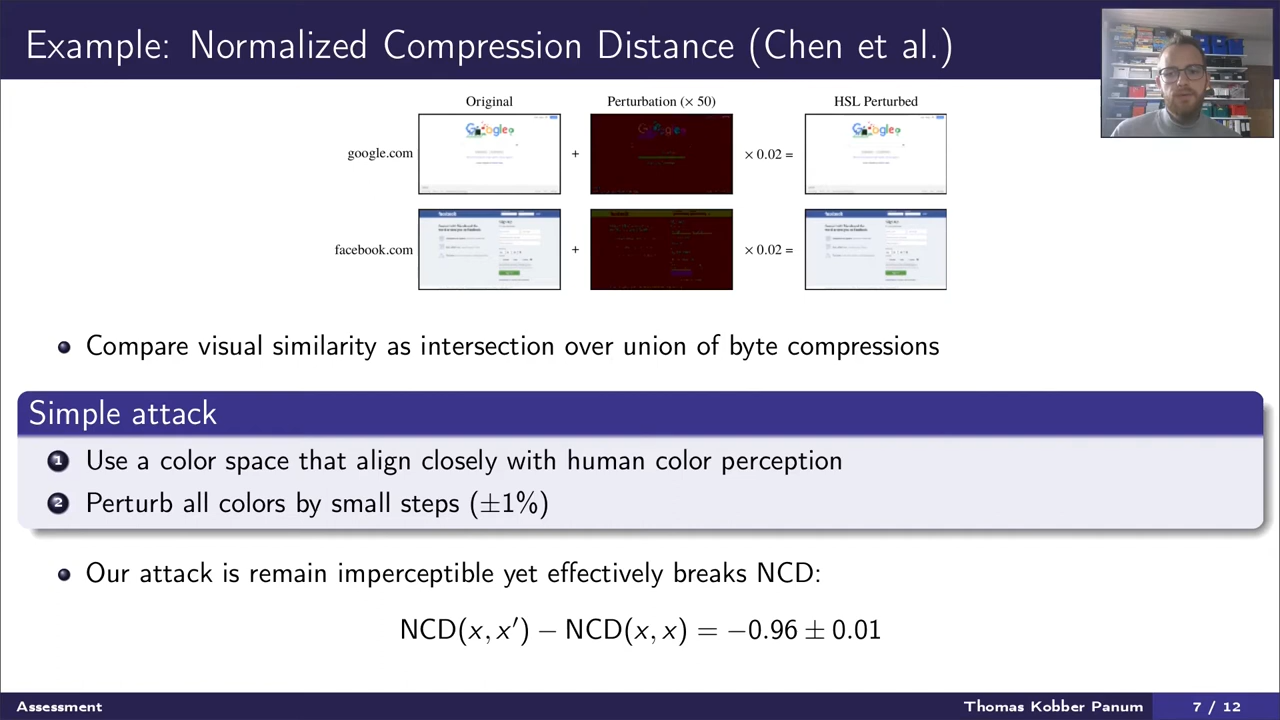 Example: Normalized Compression Distance (Chen et al.)
Original
Perturbation (× 50)
HSL Perturbed
google.com
+
× 0.02 =
facebook.com
+
× 0.02 =
Compare visual similarity as intersection over union of byte compressions
Simple attack
1 Use a color space that align closely with human color perception
2 Perturb all colors by small steps (±1%)
Our attack is remain imperceptible yet effectively breaks NCD:
NCD(x, x′) − NCD(x, x) = −0.96 ± 0.01
Assessment
Thomas Kobber Panum
7 / 12